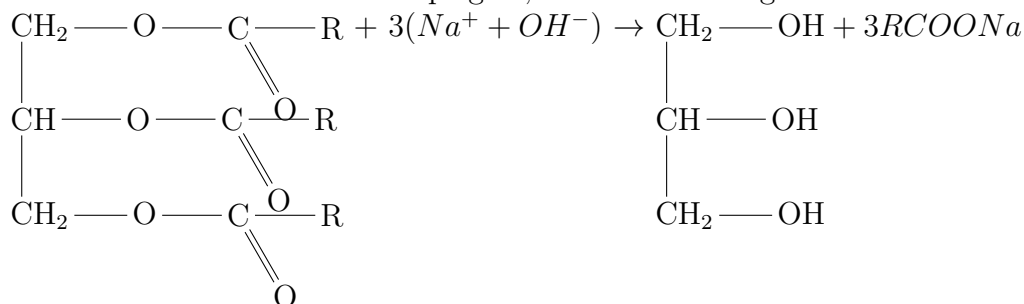 CH₂ — O — C — R + 3(Na⁺ + OH⁻) → CH₂ — OH + 3RCOONa
O
CH — O — C — R CH — OH
O
CH₂ — O — C — R CH₂ — OH
O